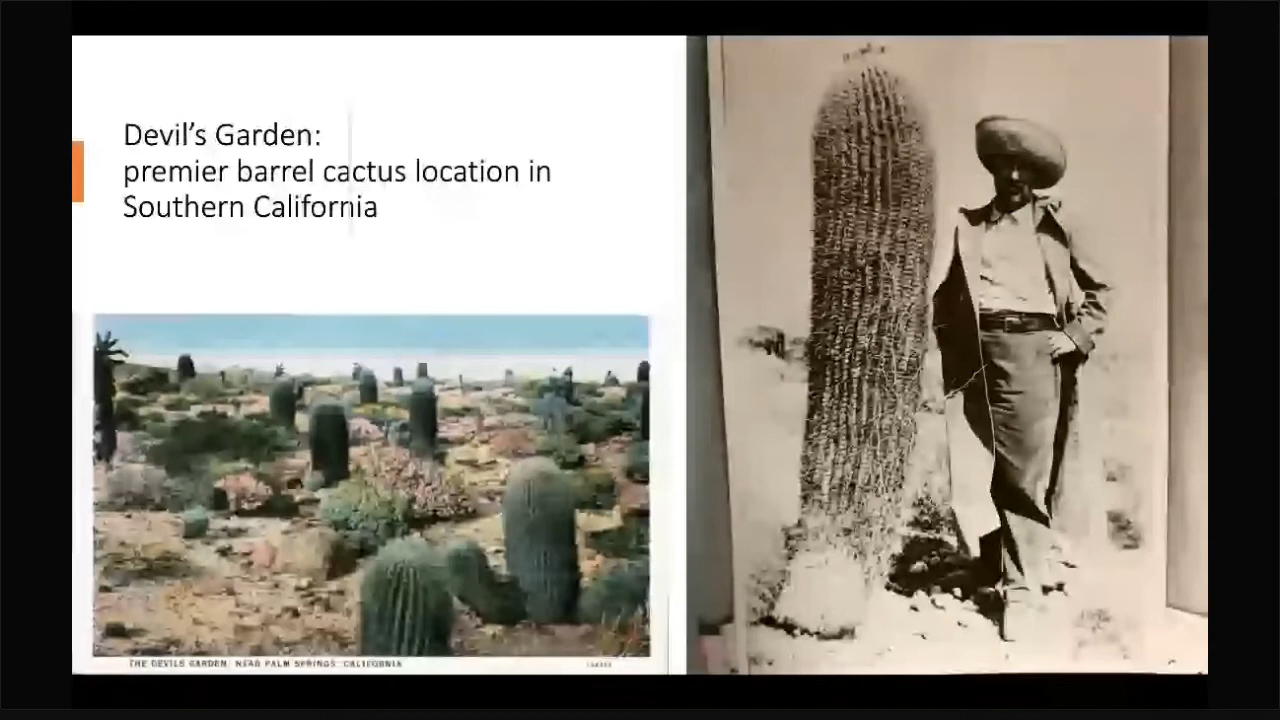 Devil's Garden:
premier barrel cactus location in
Southern California
THE DEVILS GARDEN, NEAR PALM SPRINGS, CALIFORNIA